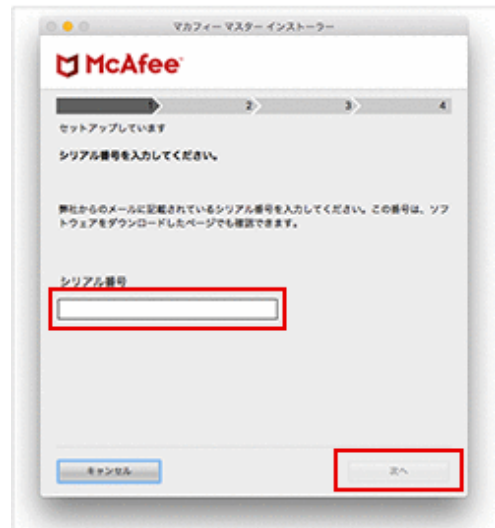 マカフィー マスター インストーラー
McAfee
1 2 3 4
セットアップしています
シリアル番号を入力してください。
弊社からのメールに記載されているシリアル番号を入力してください。この番号は、ソフ
トウェアをダウンロードしたページでも確認できます。
シリアル番号
キャンセル 次へ